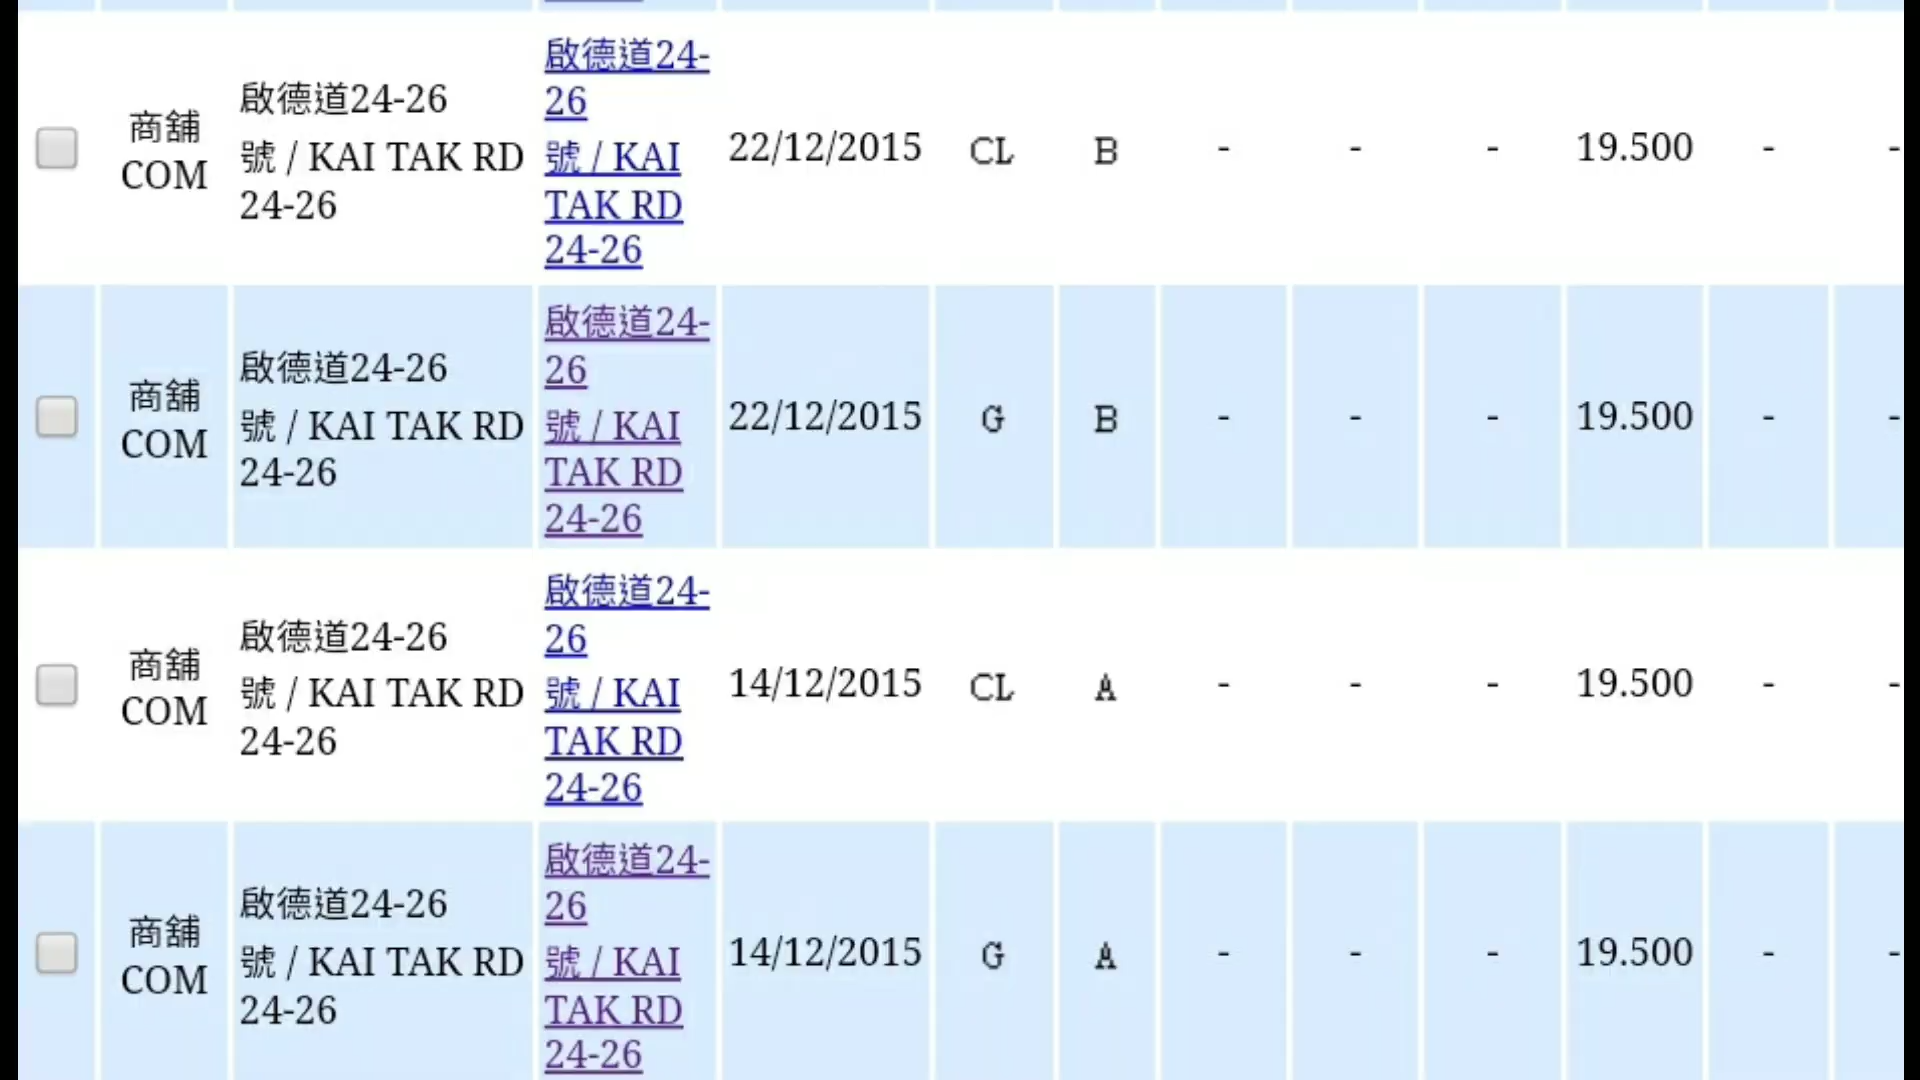 商舖
COM
啟德道24-26
號 / KAI TAK RD
24-26
啟德道24-
26
號 / KAI
TAK RD
24-26
22/12/2015
CL
B
-
-
-
19.500
-
-
商舖
COM
啟德道24-26
號 / KAI TAK RD
24-26
啟德道24-
26
號 / KAI
TAK RD
24-26
22/12/2015
G
B
-
-
-
19.500
-
-
商舖
COM
啟德道24-26
號 / KAI TAK RD
24-26
啟德道24-
26
號 / KAI
TAK RD
24-26
14/12/2015
CL
A
-
-
-
19.500
-
-
商舖
COM
啟德道24-26
號 / KAI TAK RD
24-26
啟德道24-
26
號 / KAI
TAK RD
24-26
14/12/2015
G
A
-
-
-
19.500
-
-